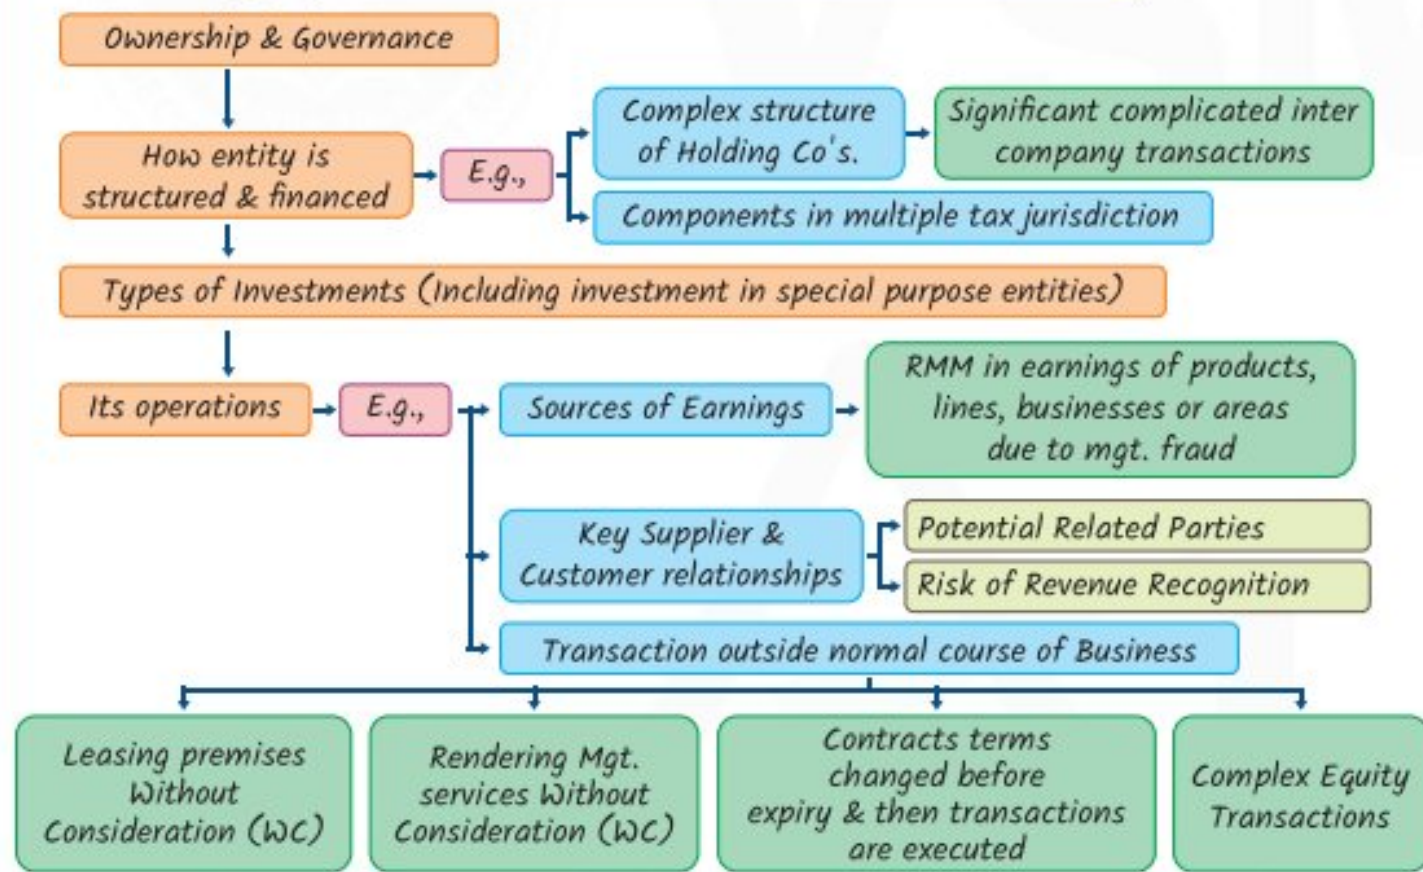 Ownership & Governance
How entity is
structured & financed
E.g.,
Complex structure
of Holding Co's.
Significant complicated inter
company transactions
Components in multiple tax jurisdiction
Types of Investments (Including investment in special purpose entities)
Its operations
E.g.,
Sources of Earnings
RMM in earnings of products,
lines, businesses or areas
due to mgt. fraud
Key Supplier &
Customer relationships
Potential Related Parties
Risk of Revenue Recognition
Transaction outside normal course of Business
Leasing premises
Without
Consideration (WC)
Rendering Mgt.
services Without
Consideration (WC)
Contracts terms
changed before
expiry & then transactions
are executed
Complex Equity
Transactions